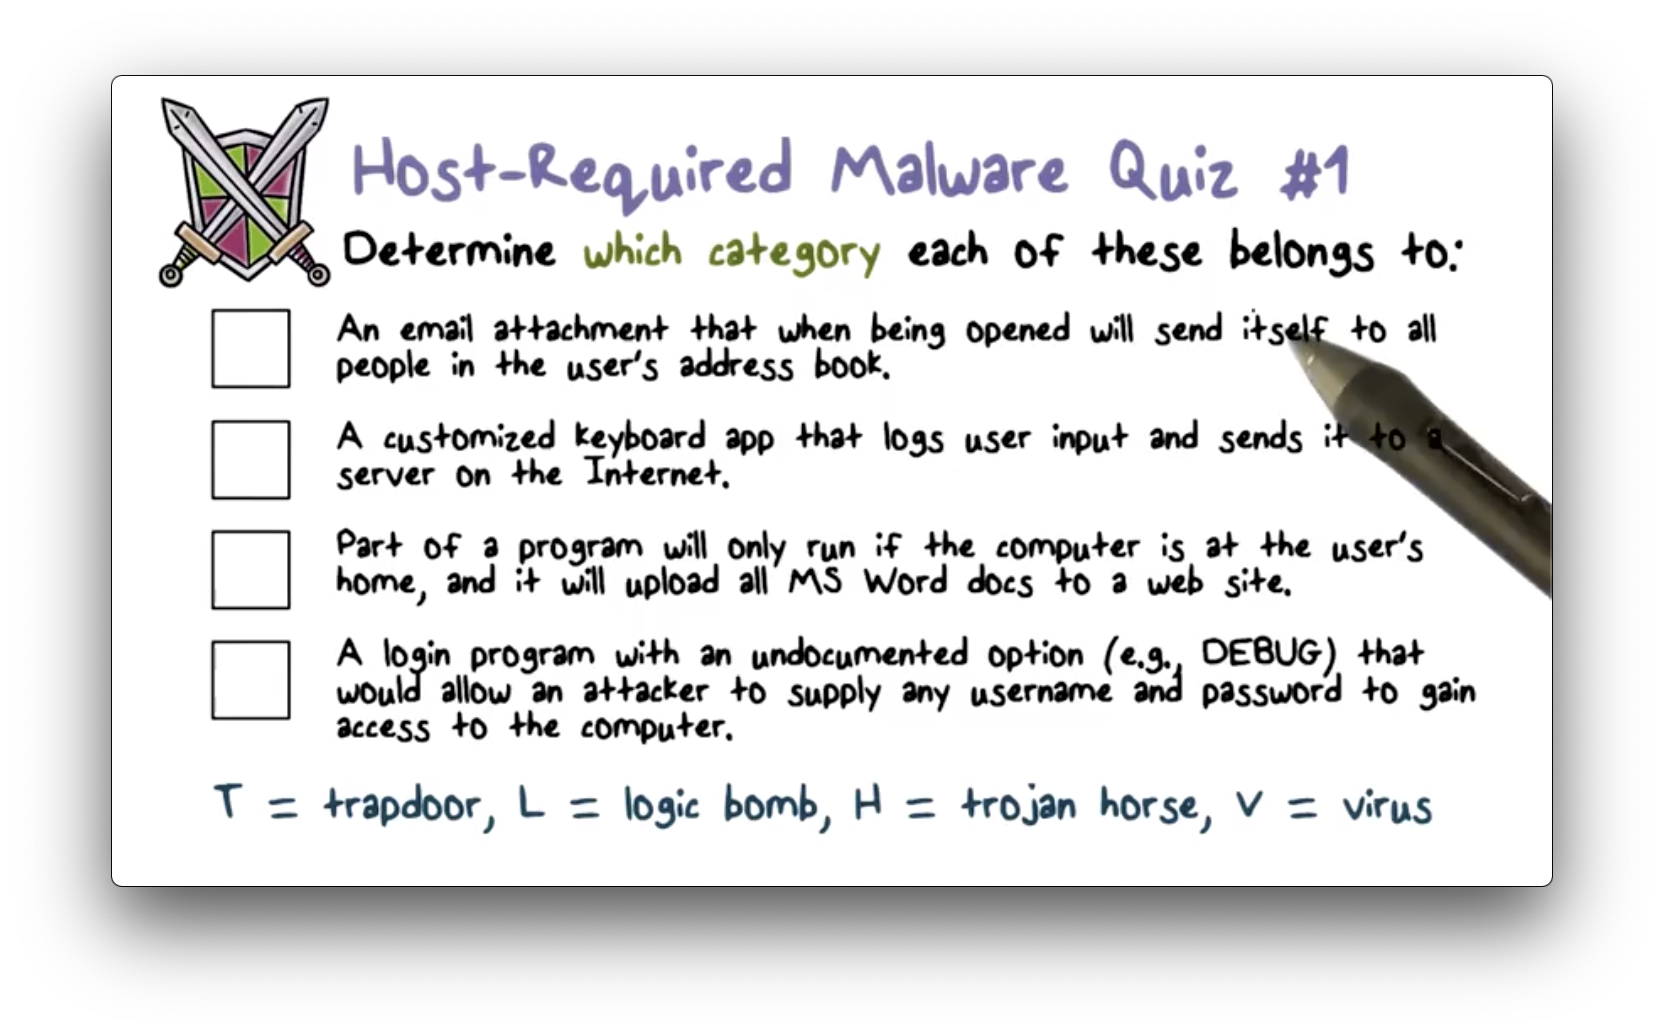 Host-Required Malware Quiz #1
Determine which category each of these belongs to:
An email attachment that when being opened will send itself to all
people in the user's address book.
A customized keyboard app that logs user input and sends it to a
server on the Internet.
Part of a program will only run if the computer is at the user's
home, and it will upload all MS Word docs to a web site.
A login program with an undocumented option (e.g., DEBUG) that
would allow an attacker to supply any username and password to gain
access to the computer.
T = trapdoor, L = logic bomb, H = trojan horse, V = virus